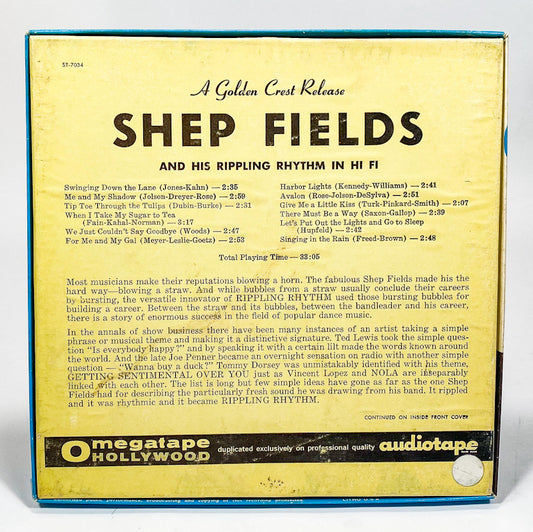 ST-7034
A Golden Crest Release
SHEP FIELDS
AND HIS RIPPLING RHYTHM IN HI FI
Swinging Down the Lane (Jones-Kahn) — 2:35
Me and My Shadow (Jolson-Dreyer-Rose) — 2:59
Tip Toe Through the Tulips (Dubin-Burke) — 2:31
When I Take My Sugar to Tea
(Fain-Kahal-Norman) — 3:17
We Just Couldn't Say Goodbye (Woods) — 2:47
For Me and My Gal (Meyer-Leslie-Goetz) — 2:53
Harbor Lights (Kennedy-Williams) — 2:41
Avalon (Rose-Jolson-DeSylva) — 2:51
Give Me a Little Kiss (Turk-Pinkard-Smith) — 2:07
There Must Be a Way (Saxon-Gallop) — 2:39
Let's Put Out the Lights and Go to Sleep
(Hupfeld) — 2:42
Singing in the Rain (Freed-Brown) — 2:48
Total Playing Time — 33:05
Most musicians make their reputations blowing a horn. The fabulous Shep Fields made his the
hard way—blowing a straw. And while bubbles from a straw usually conclude their careers
by bursting, the versatile innovator of RIPPLING RHYTHM used those bursting bubbles for
building a career. Between the straw and its bubbles, between the bandleader and his career,
there is a story of enormous success in the field of popular dance music.
In the annals of show business there have been many instances of an artist taking a simple
phrase or musical theme and making it a distinctive signature. Ted Lewis took the simple ques-
tion "Is everybody happy?" and by speaking it with a certain lilt made the words known around
the world. And the late Joe Penner became an overnight sensation on radio with another simple
question — "Wanna buy a duck?" Tommy Dorsey was unmistakably identified with his theme,
GETTING SENTIMENTAL OVER YOU just as Vincent Lopez and NOLA are inseparably
linked with each other. The list is long but few simple ideas have gone as far as the one Shep
Fields had for describing the particularly fresh sound he was drawing from his band. It rippled
and it was rhythmic and it became RIPPLING RHYTHM.
CONTINUED ON INSIDE FRONT COVER
Omegatape
HOLLYWOOD
duplicated exclusively on professional quality
audiotape